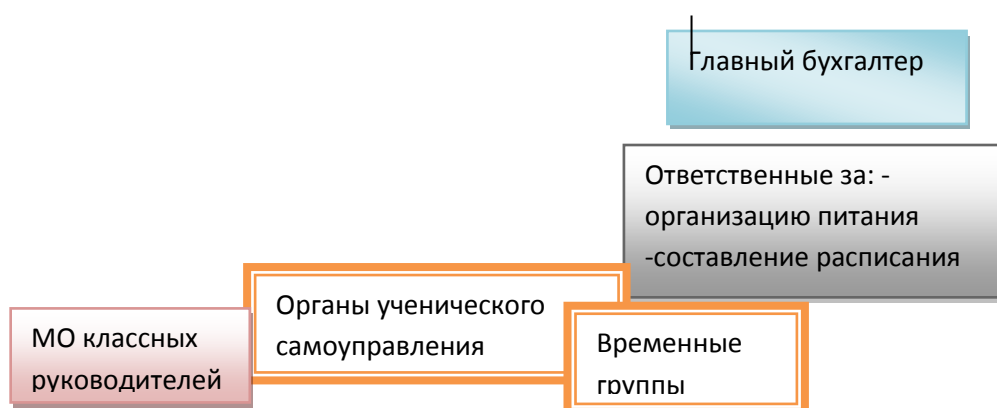 Главный бухгалтер
Ответственные за: -
организацию питания
-составление расписания
Органы ученического
самоуправления
МО классных
руководителей
Временные
группы